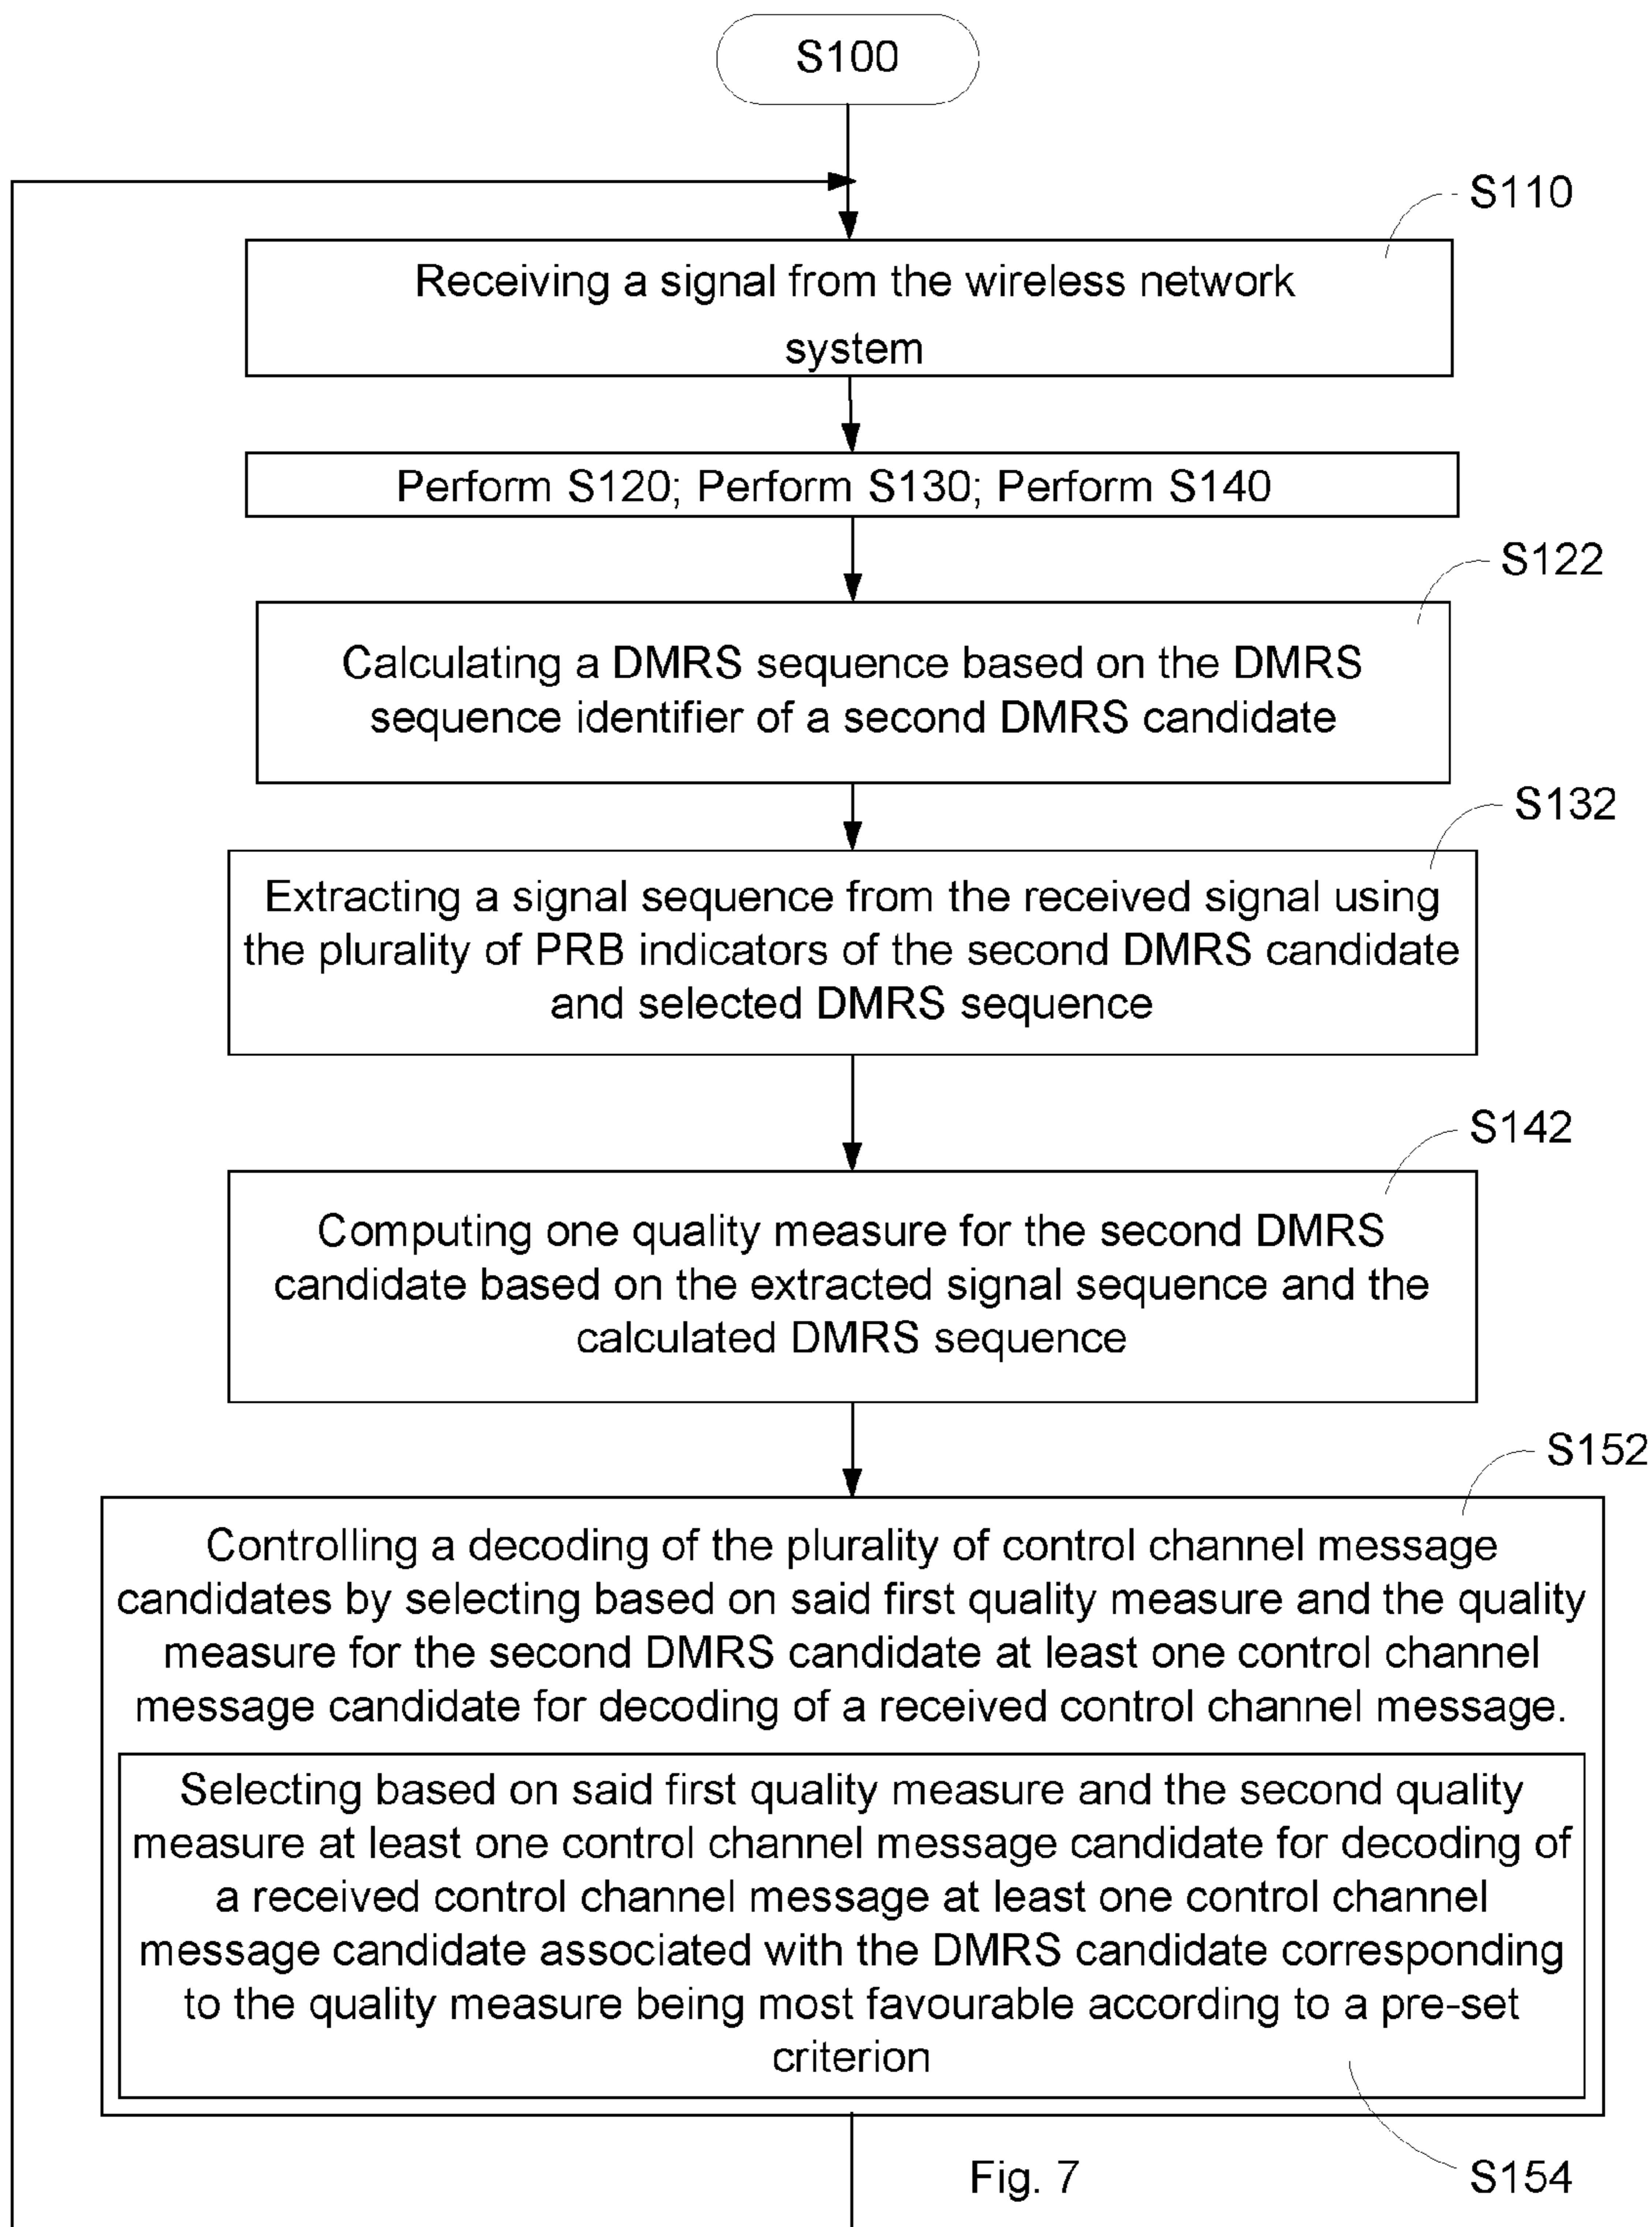 S100
S110
Receiving a signal from the wireless network
system
Perform S120; Perform S130; Perform S140
S122
Calculating a DMRS sequence based on the DMRS
sequence identifier of a second DMRS candidate
S132
Extracting a signal sequence from the received signal using
the plurality of PRB indicators of the second DMRS candidate
and selected DMRS sequence
S142
Computing one quality measure for the second DMRS
candidate based on the extracted signal sequence and the
calculated DMRS sequence
S152
Controlling a decoding of the plurality of control channel message
candidates by selecting based on said first quality measure and the quality
measure for the second DMRS candidate at least one control channel
message candidate for decoding of a received control channel message.
Selecting based on said first quality measure and the second quality
measure at least one control channel message candidate for decoding of
a received control channel message at least one control channel
message candidate associated with the DMRS candidate corresponding
to the quality measure being most favourable according to a pre-set
criterion
Fig. 7
S154